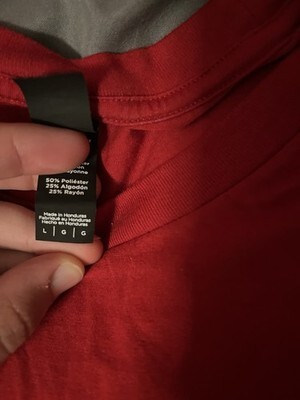 50% Poliéster
25% Algodón
25% Rayón
Made in Honduras
Fabriqué au Honduras
Hecho en Honduras
L | G | G